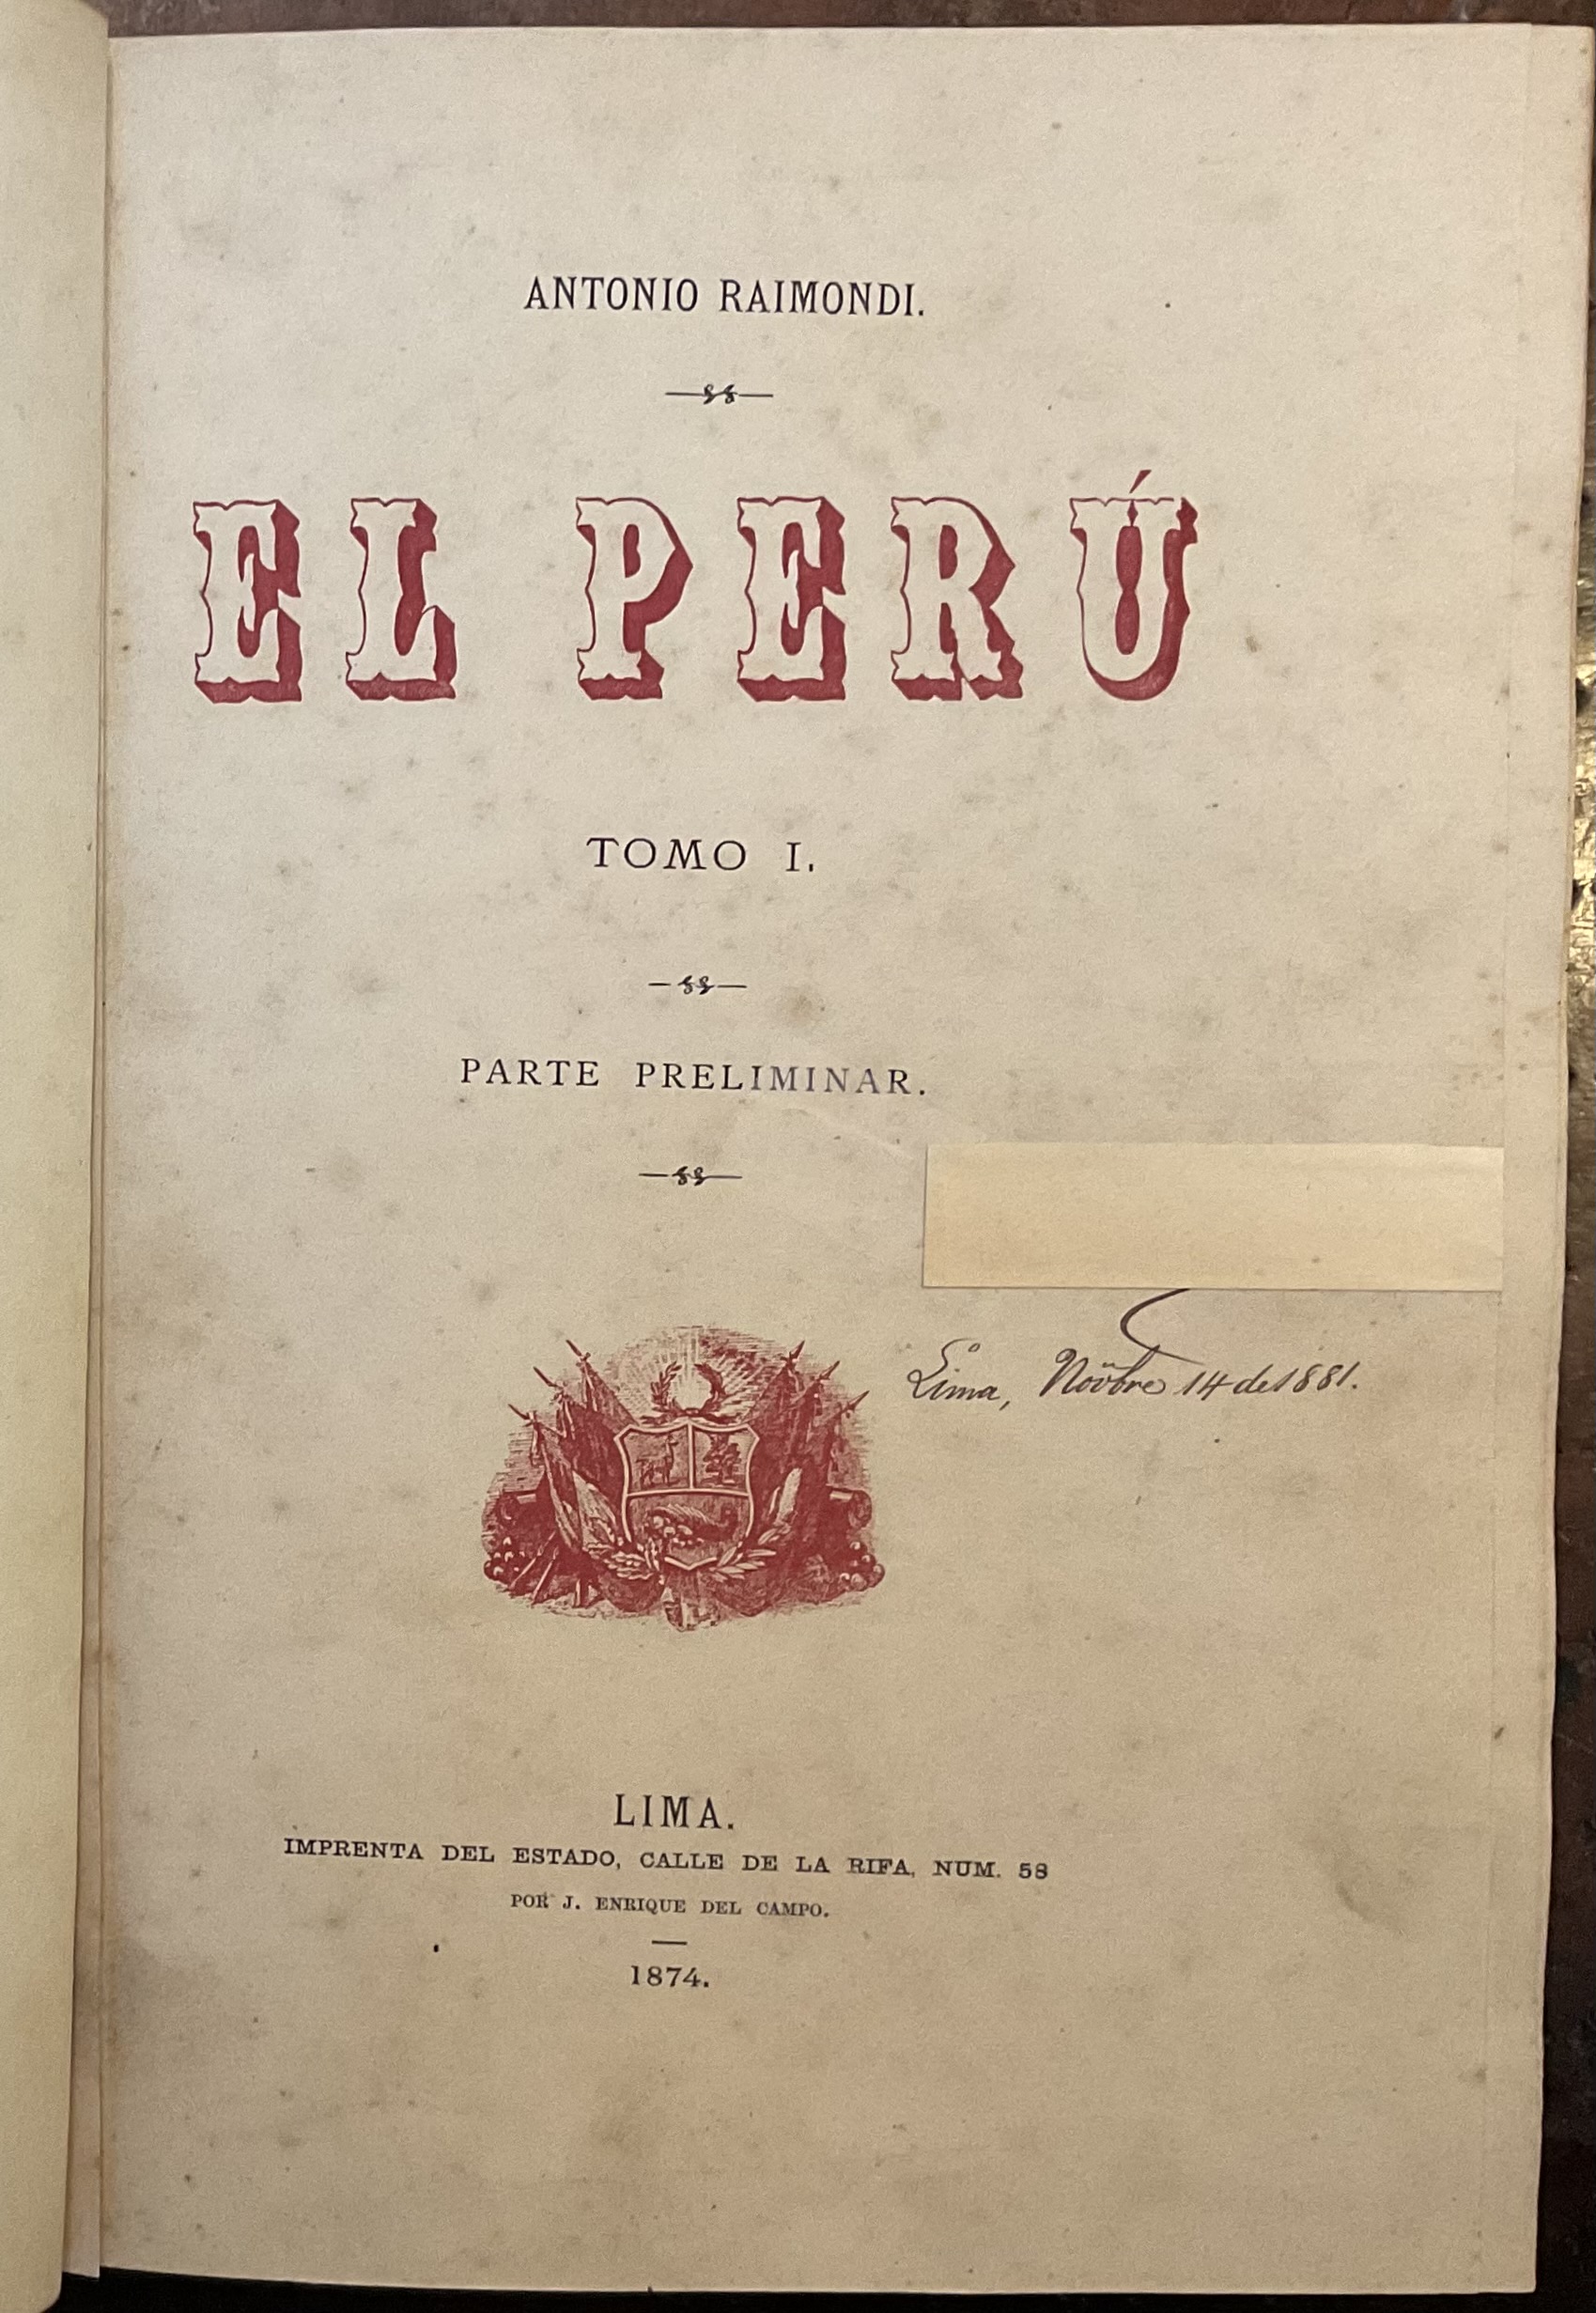 ANTONIO RAIMONDI.
EL PERÚ
TOMO I.
PARTE PRELIMINAR.
Lima, Novbre 14 de 1881.
LIMA.
IMPRENTA DEL ESTADO, CALLE DE LA RIFA, NUM. 58
POR J. ENRIQUE DEL CAMPO.
1874.